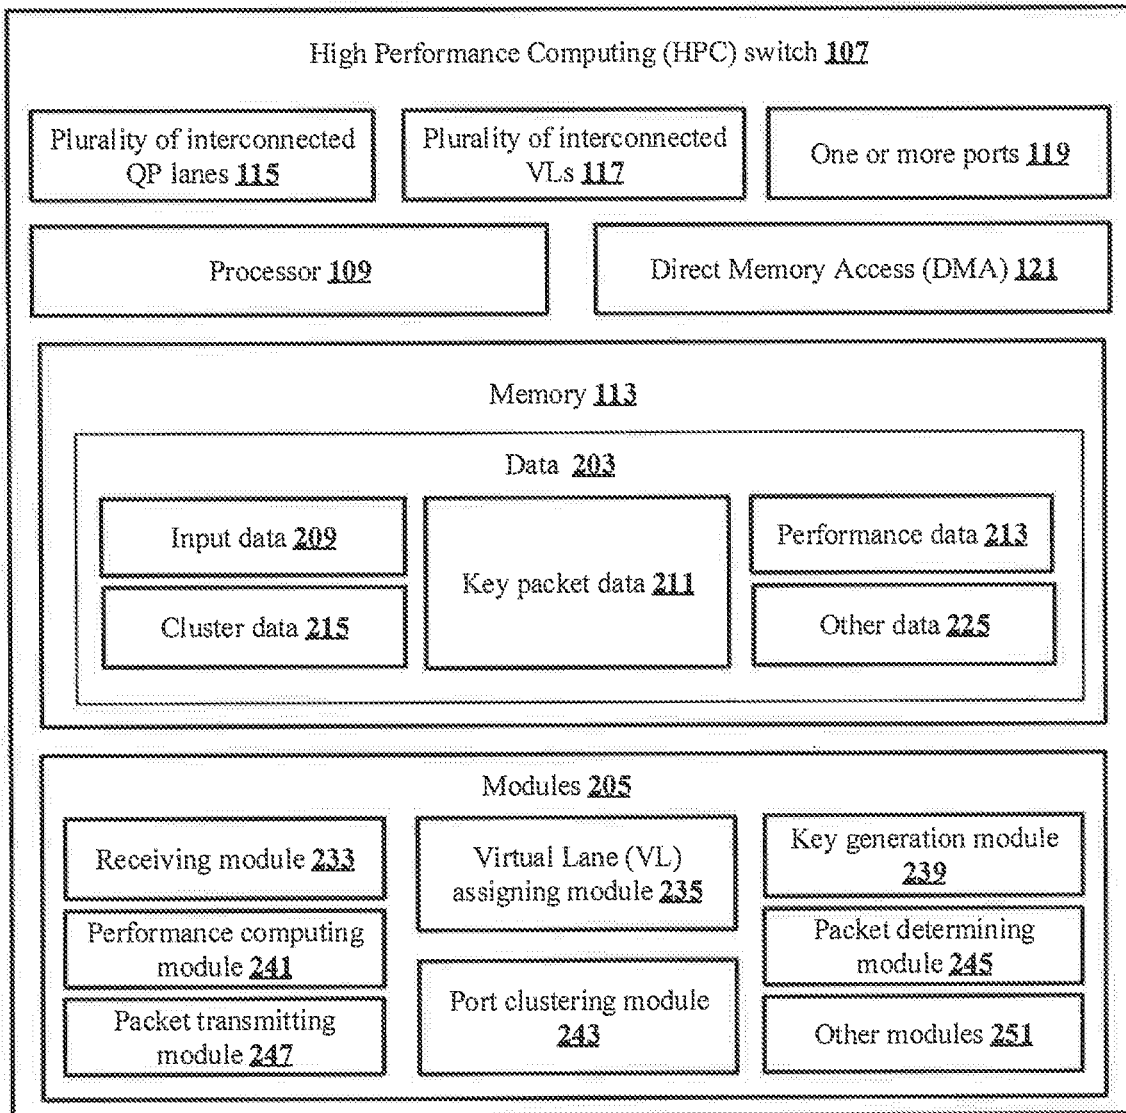 High Performance Computing (HPC) switch 107
Plurality of interconnected
QP lanes 115
Plurality of interconnected
VLs 117
One or more ports 119
Processor 109
Direct Memory Access (DMA) 121
Memory 113
Data 203
Input data 209
Key packet data 211
Performance data 213
Cluster data 215
Other data 225
Modules 205
Receiving module 233
Virtual Lane (VL)
assigning module 235
Key generation module
239
Performance computing
module 241
Port clustering module
243
Packet determining
module 245
Packet transmitting
module 247
Other modules 251